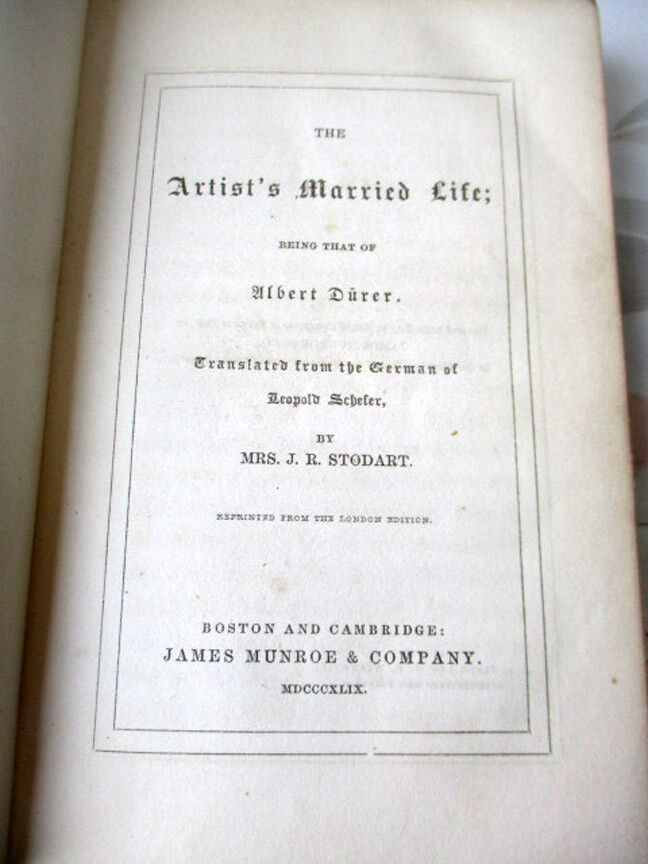 THE
Artist's Married Life;
BEING THAT OF
Albert Dürer.
Translated from the German of
Leopold Schefer,
BY
MRS. J. R. STODART.
REPRINTED FROM THE LONDON EDITION.
BOSTON AND CAMBRIDGE:
JAMES MUNROE & COMPANY.
MDCCCXLIX.